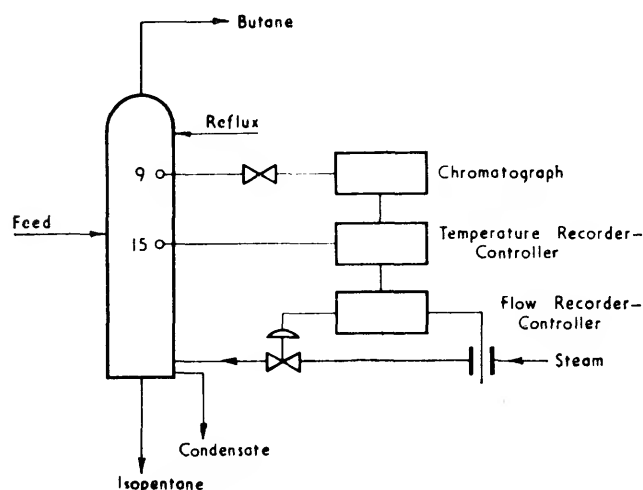 Butane
Reflux
9
Chromatograph
Feed
15
Temperature Recorder-
Controller
Flow Recorder-
Controller
Steam
Condensate
Isopentane